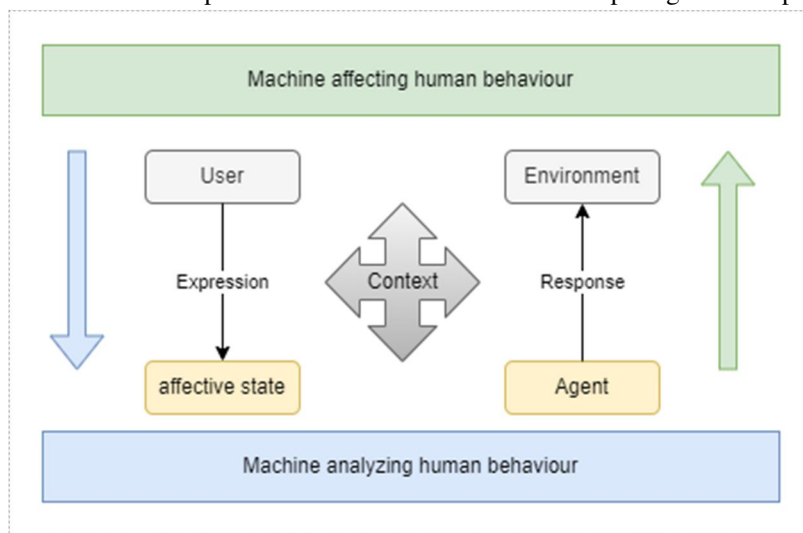 Machine affecting human behaviour
User
Environment
Expression
Context
Response
affective state
Agent
Machine analyzing human behaviour